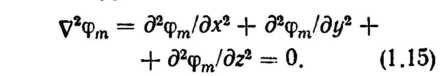 ∇²φₘ = ∂²φₘ/∂x² + ∂²φₘ/∂y² +
+ ∂²φₘ/∂z² = 0. (1.15)